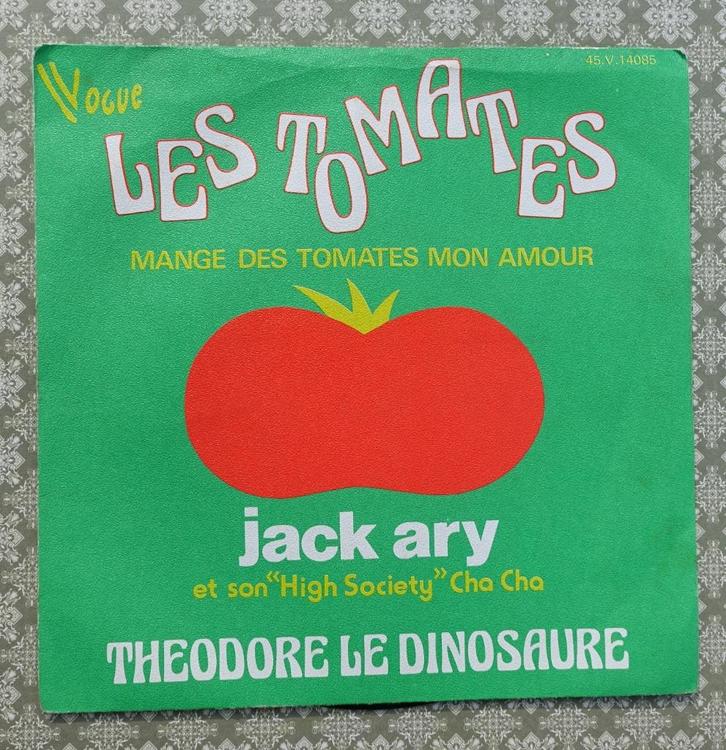 Vogue
45.V.14085
LES TOMATES
MANGE DES TOMATES MON AMOUR
jack ary
et son "High Society" Cha Cha
THEODORE LE DINOSAURE